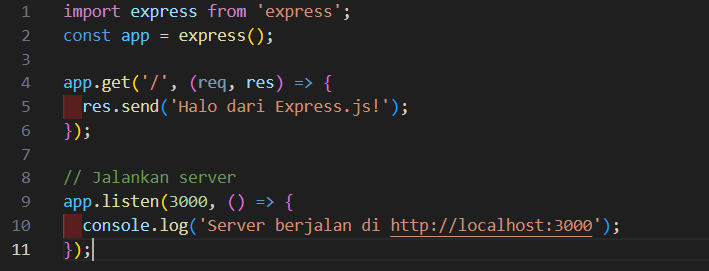 1 import express from 'express';
2 const app = express();
3
4 app.get('/', (req, res) => {
5 res.send('Halo dari Express.js!');
6 });
7
8 // Jalankan server
9 app.listen(3000, () => {
10 console.log('Server berjalan di http://localhost:3000');
11 });